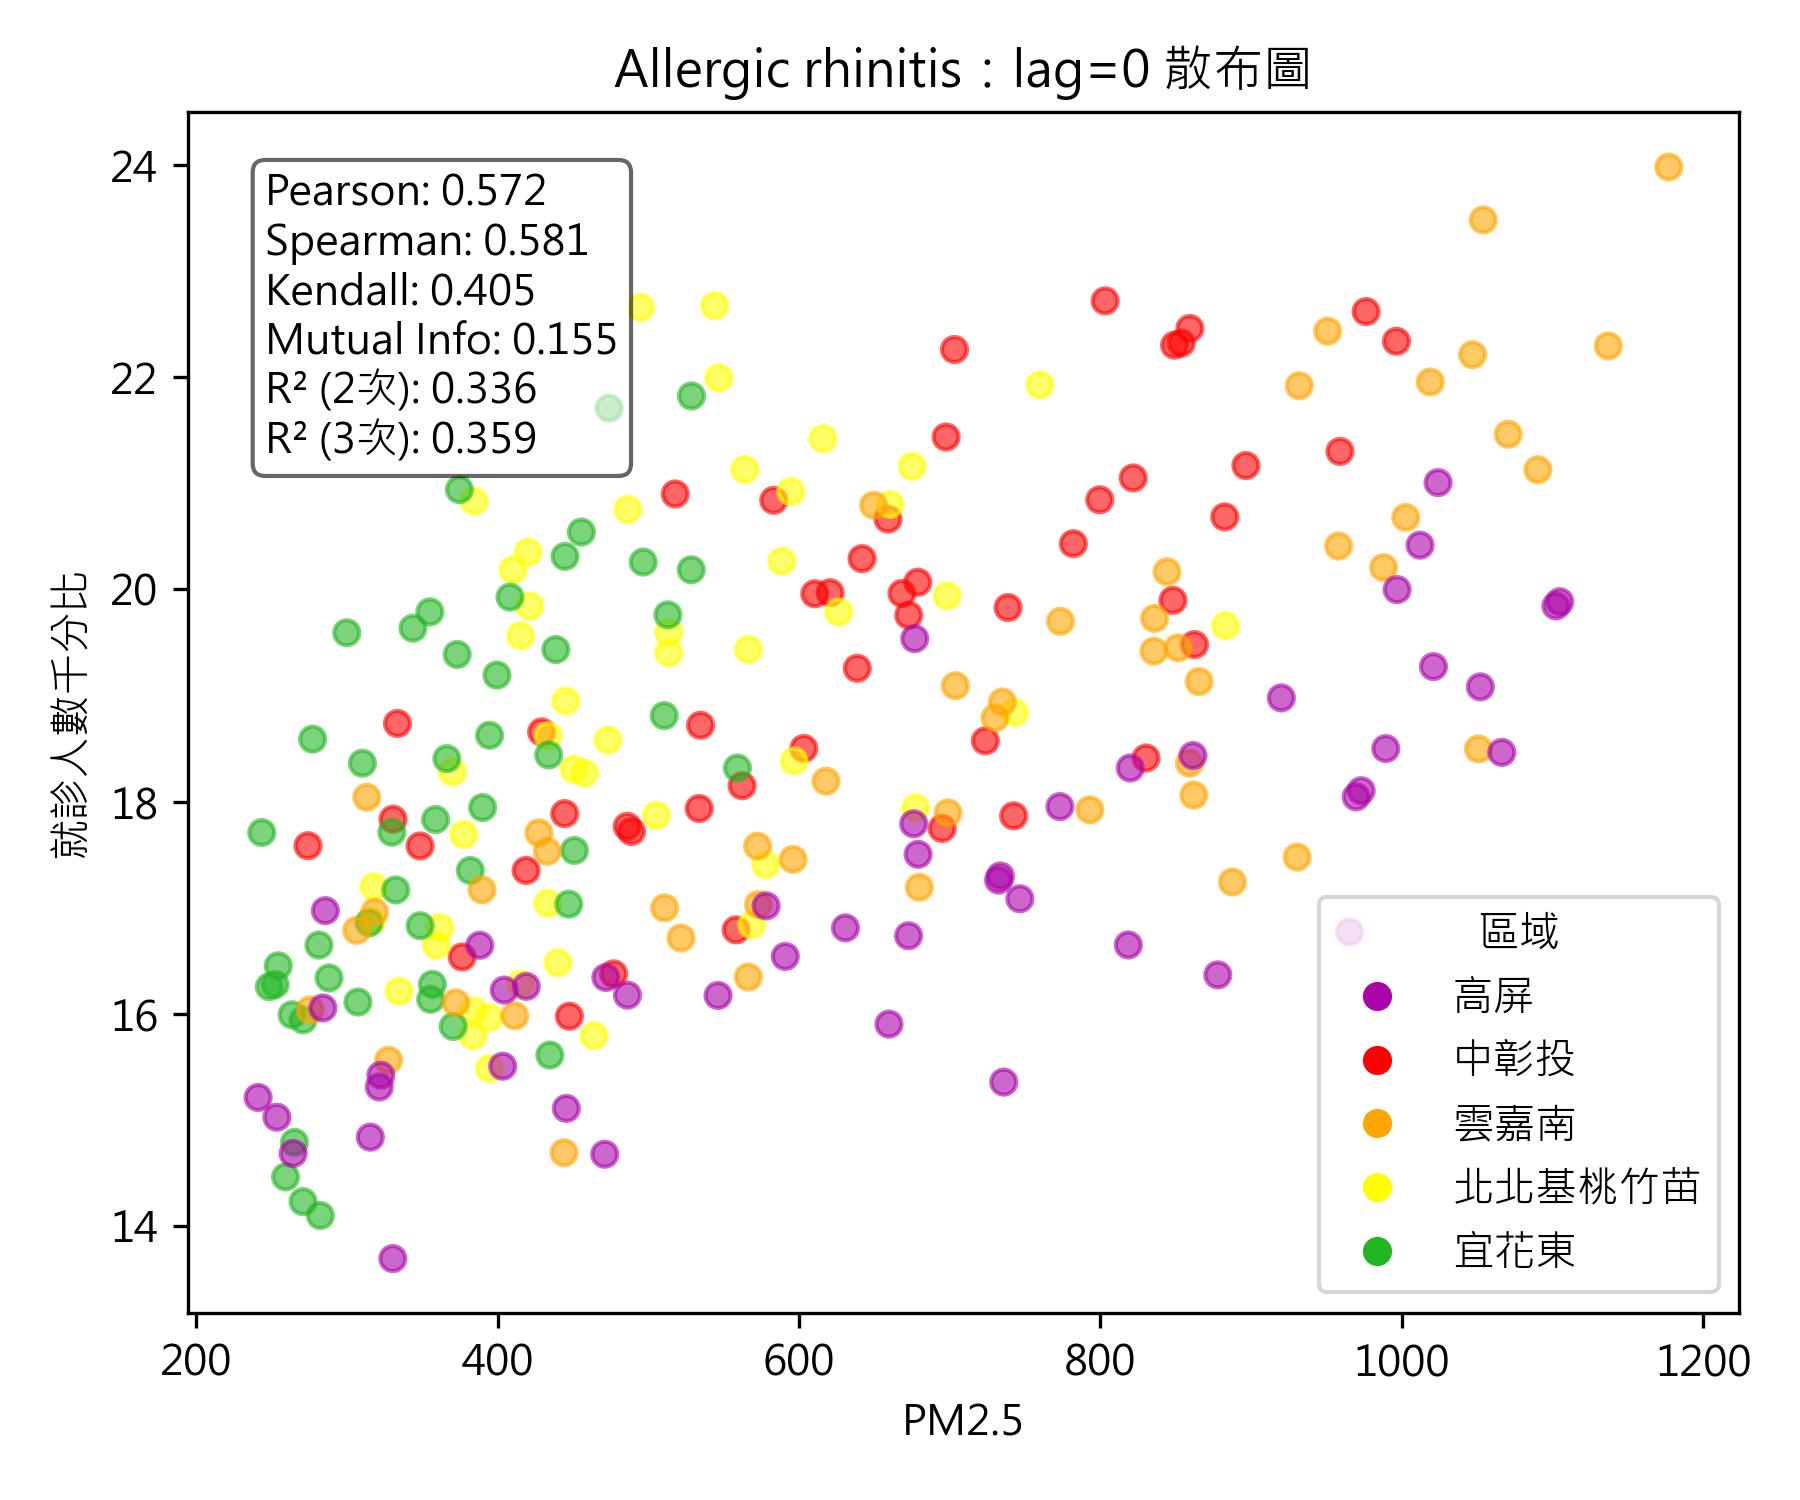 Allergic rhinitis：lag=0 散布圖
Pearson: 0.572
Spearman: 0.581
Kendall: 0.405
Mutual Info: 0.155
R² (2次): 0.336
R² (3次): 0.359
就診人數千分比
24
22
20
18
16
14
區域
高屏
中彰投
雲嘉南
北北基桃竹苗
宜花東
200
400
600
800
1000
1200
PM2.5